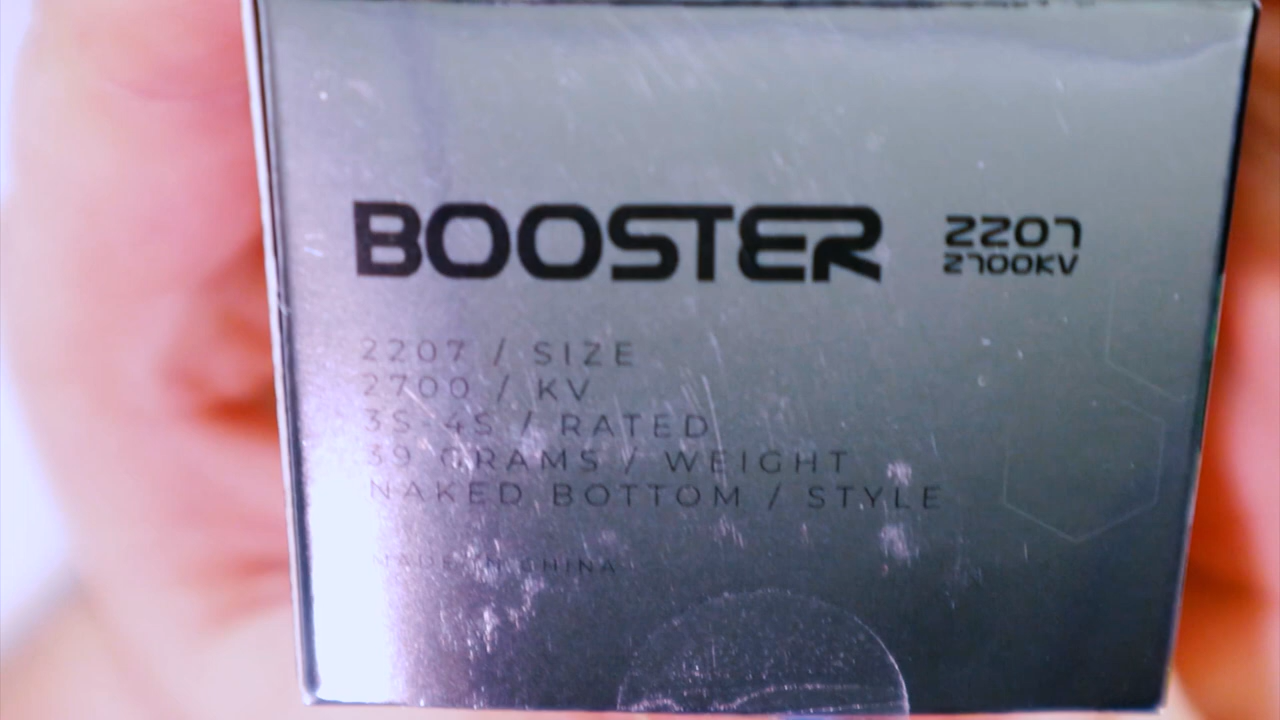 BOOSTER 2207
2700KV
2207 / SIZE
2700 / KV
3S-4S / RATED
39 GRAMS / WEIGHT
NAKED BOTTOM / STYLE
MADE IN CHINA